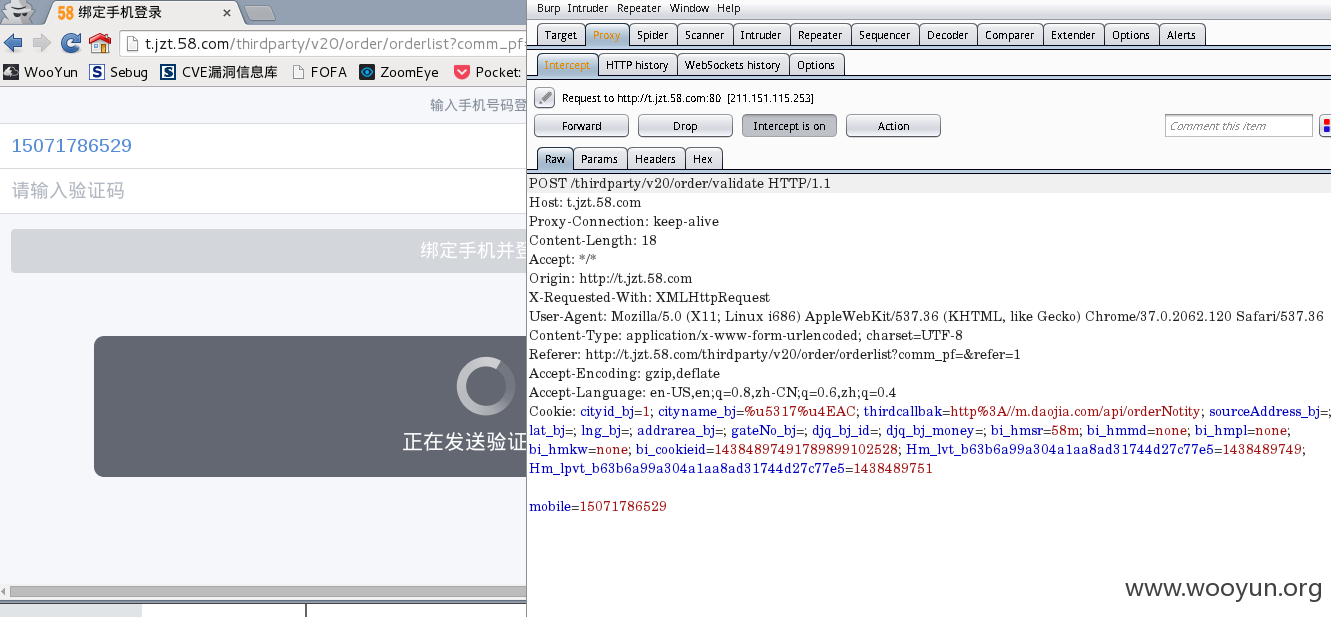 58 绑定手机登录
t.jzt.58.com/thirdparty/v20/order/orderlist?comm_pf=
WooYun Sebug CVE漏洞信息库 FOFA ZoomEye Pocket:
输入手机号码登
15071786529
请输入验证码
绑定手机并登
正在发送验证
Burp Intruder Repeater Window Help
Target Proxy Spider Scanner Intruder Repeater Sequencer Decoder Comparer Extender Options Alerts
Intercept HTTP history WebSockets history Options
Request to http://t.jzt.58.com:80 [211.151.115.253]
Forward Drop Intercept is on Action Comment this item
Raw Params Headers Hex
POST /thirdparty/v20/order/validate HTTP/1.1
Host: t.jzt.58.com
Proxy-Connection: keep-alive
Content-Length: 18
Accept: */*
Origin: http://t.jzt.58.com
X-Requested-With: XMLHttpRequest
User-Agent: Mozilla/5.0 (X11; Linux i686) AppleWebKit/537.36 (KHTML, like Gecko) Chrome/37.0.2062.120 Safari/537.36
Content-Type: application/x-www-form-urlencoded; charset=UTF-8
Referer: http://t.jzt.58.com/thirdparty/v20/order/orderlist?comm_pf=&refer=1
Accept-Encoding: gzip,deflate
Accept-Language: en-US,en;q=0.8,zh-CN;q=0.6,zh;q=0.4
Cookie: cityid_bj=1; cityname_bj=%u5317%u4EAC; thirdcallbak=http%3A//m.daojia.com/api/orderNotity; sourceAddress_bj=;
lat_bj=; lng_bj=; addrarea_bj=; gateNo_bj=; djq_bj_id=; djq_bj_money=; bi_hmsr=58m; bi_hmmd=none; bi_hmpl=none;
bi_hmkw=none; bi_cookieid=14384897491789899102528; Hm_lvt_b63b6a99a304a1aa8ad31744d27c77e5=1438489749;
Hm_lpvt_b63b6a99a304a1aa8ad31744d27c77e5=1438489751
mobile=15071786529
www.wooyun.org